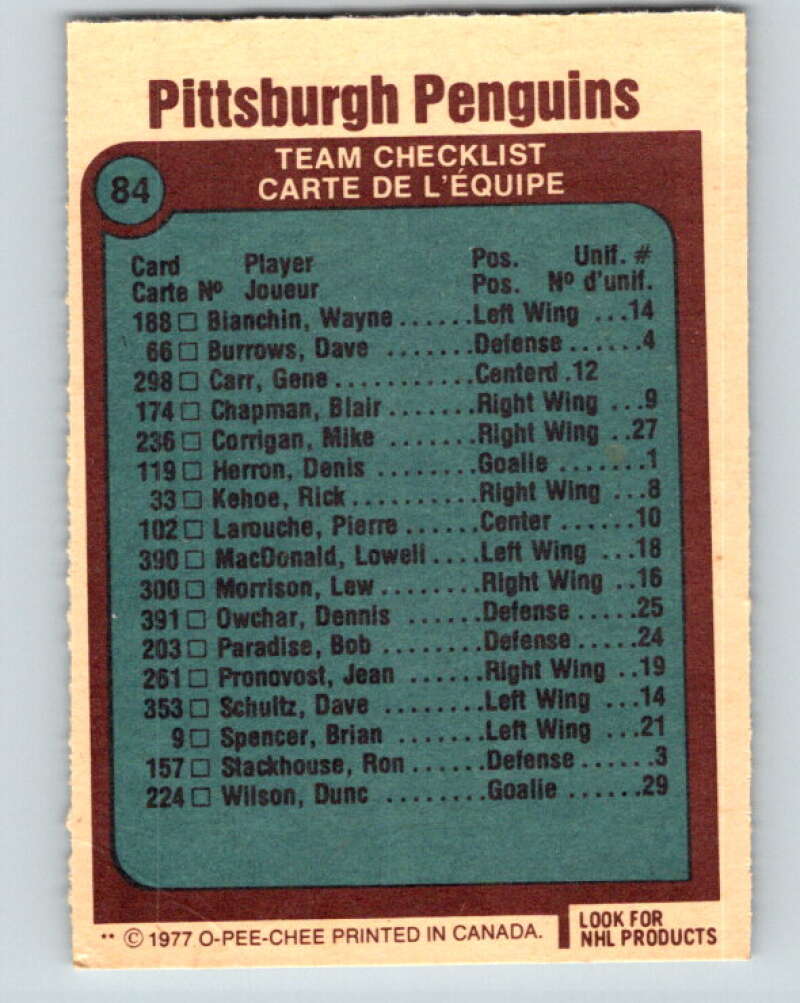 Pittsburgh Penguins
84
TEAM CHECKLIST
CARTE DE L'ÉQUIPE
Card Player Pos. Unif. #
Carte Nº Joueur Pos. Nº d'unif.
188 □ Bianchin, Wayne......Left Wing ...14
66 □ Burrows, Dave .......Defense......4
298 □ Carr, Gene...........Centerd .12
174 □ Chapman, Blair.......Right Wing ...9
236 □ Corrigan, Mike .......Right Wing ..27
119 □ Herron, Denis ........Goalie .......1
33 □ Kehoe, Rick..........Right Wing ...8
102 □ Larouche, Pierre......Center ......10
390 □ MacDonald, Lowell....Left Wing ...18
300 □ Morrison, Lew........Right Wing ..16
391 □ Owchar, Dennis ......Defense.....25
203 □ Paradise, Bob ........Defense.....24
261 □ Pronovost, Jean ......Right Wing ..19
353 □ Schultz, Dave ........Left Wing ...14
9 □ Spencer, Brian .......Left Wing ...21
157 □ Stackhouse, Ron......Defense......3
224 □ Wilson, Dunc ........Goalie ......29
** © 1977 O-PEE-CHEE PRINTED IN CANADA.
LOOK FOR
NHL PRODUCTS